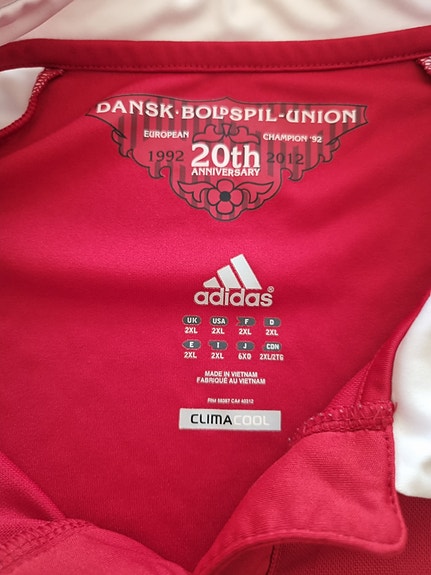 DANSK·BOLDSPIL-UNION
EUROPEAN CHAMPION '92
1992 20th 2012
ANNIVERSARY
adidas®
UK USA F D
2XL 2XL 2XL 2XL
E I J CDN
2XL 2XL 6XO 2XL/2TG
MADE IN VIETNAM
FABRIQUÉ AU VIETNAM
CLIMACOOL